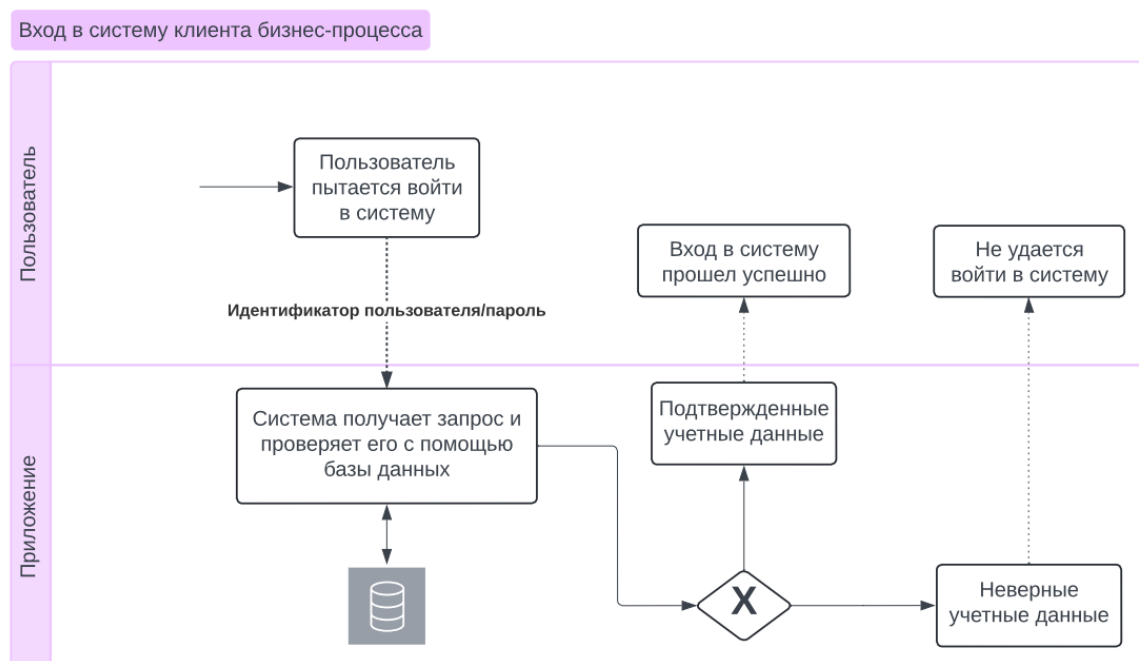 Вход в систему клиента бизнес-процесса
Пользователь
Пользователь
пытается войти
в систему
Идентификатор пользователя/пароль
Вход в систему
прошел успешно
Не удается
войти в систему
Приложение
Система получает запрос и
проверяет его с помощью
базы данных
Подтвержденные
учетные данные
X
Неверные
учетные данные